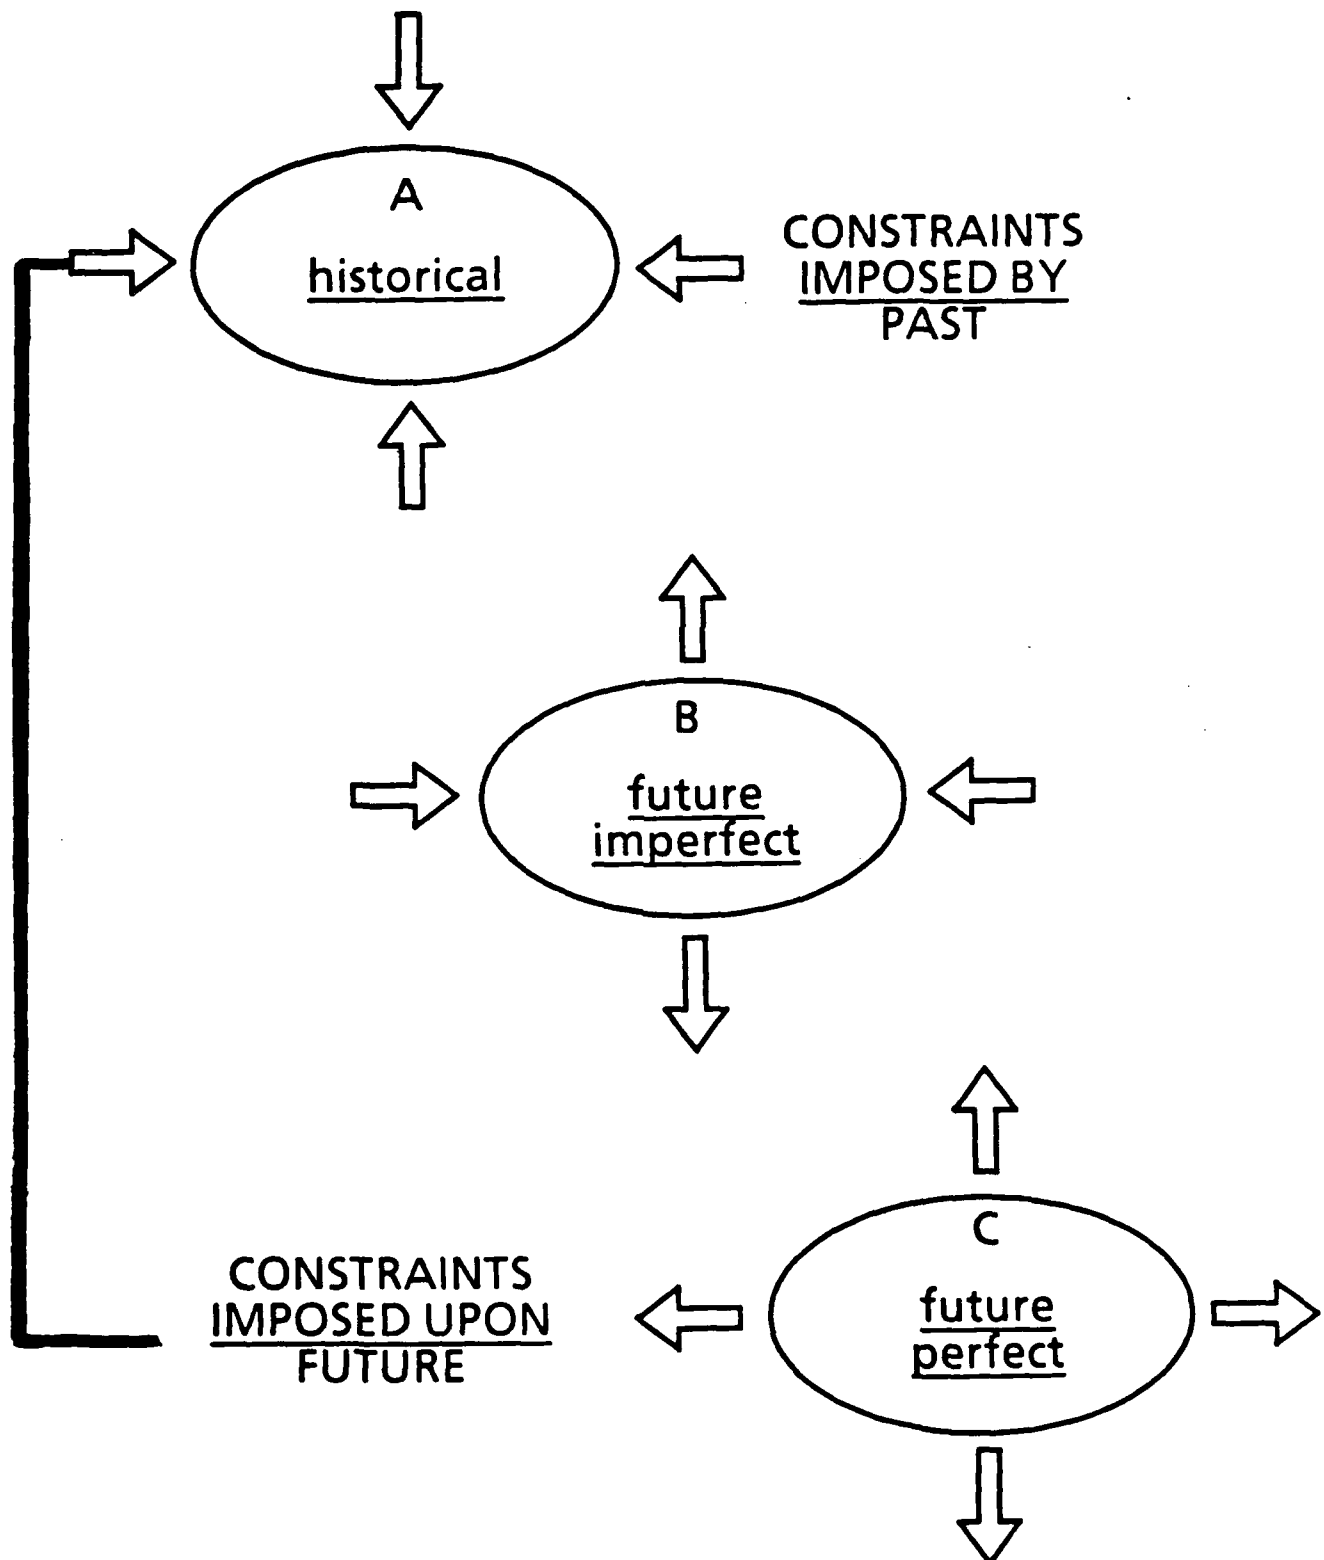 A
historical
CONSTRAINTS
IMPOSED BY
PAST
B
future
imperfect
C
future
perfect
CONSTRAINTS
IMPOSED UPON
FUTURE